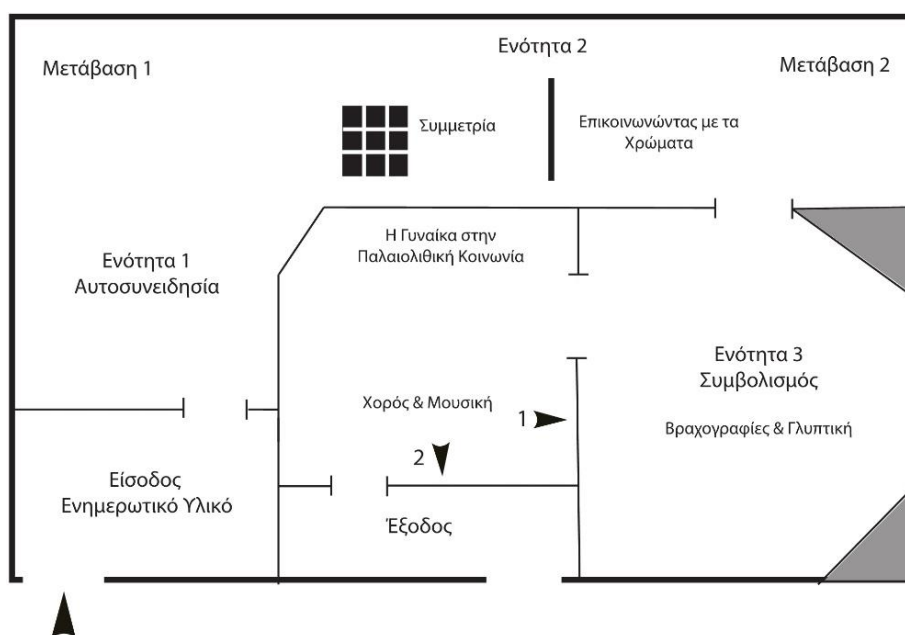 Μετάβαση 1
Ενότητα 2
Μετάβαση 2
Συμμετρία
Επικοινωνώντας με τα
Χρώματα
Η Γυναίκα στην
Παλαιολιθική Κοινωνία
Ενότητα 1
Αυτοσυνειδησία
Ενότητα 3
Συμβολισμός
Βραχογραφίες & Γλυπτική
Χορός & Μουσική
1
2
Είσοδος
Ενημερωτικό Υλικό
Έξοδος